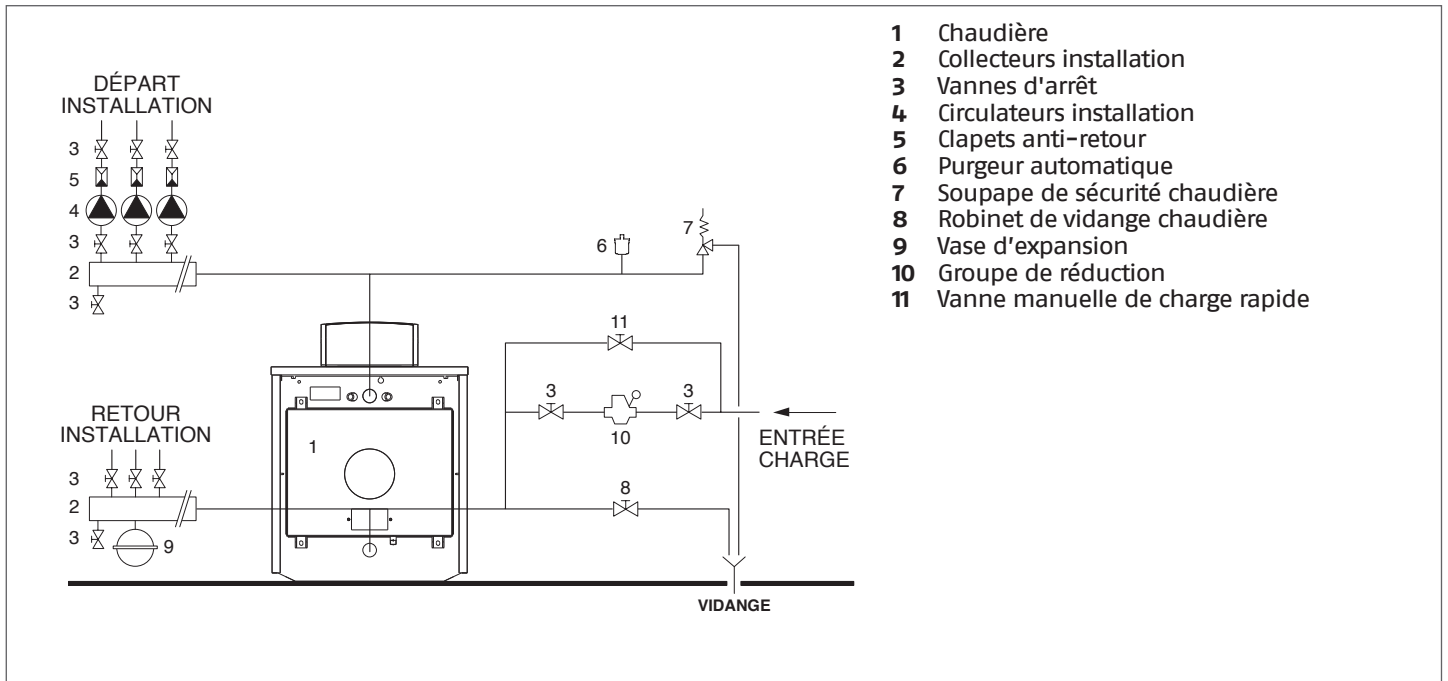 DÉPART
INSTALLATION
3
5
4
3
2
3
6
7
11
3
3
10
ENTRÉE
CHARGE
RETOUR
INSTALLATION
1
3
2
3
9
8
VIDANGE
1 Chaudière
2 Collecteurs installation
3 Vannes d'arrêt
4 Circulateurs installation
5 Clapets anti-retour
6 Purgeur automatique
7 Soupape de sécurité chaudière
8 Robinet de vidange chaudière
9 Vase d'expansion
10 Groupe de réduction
11 Vanne manuelle de charge rapide